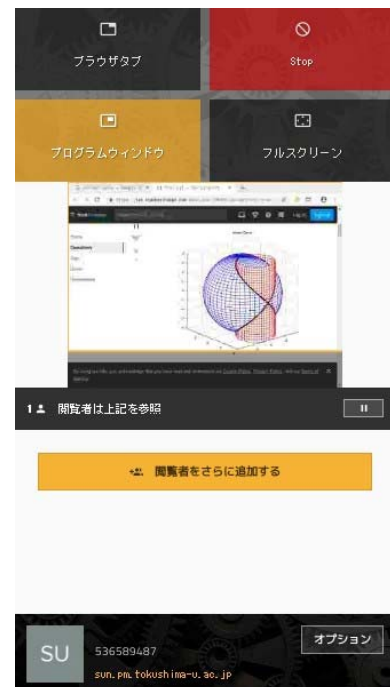 ブラウザタブ
Stop
プログラムウィンドウ
フルスクリーン
1 閲覧者は上記を参照
閲覧者をさらに追加する
SU
536589487
オプション
sun.pm.tokushima-u.ac.jp